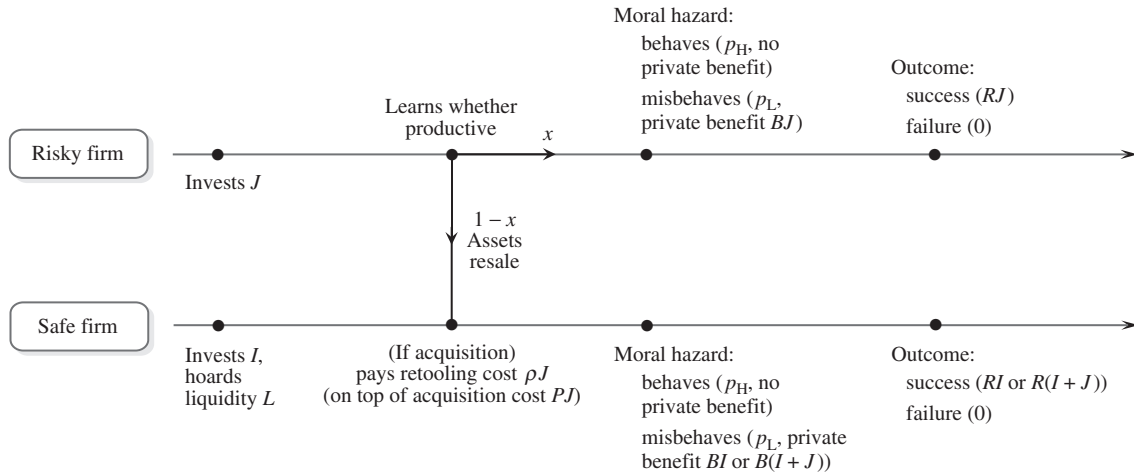 Moral hazard:
behaves (pH, no
private benefit)
misbehaves (pL,
private benefit BJ)
Outcome:
success (RJ)
failure (0)
Learns whether
productive
x
Risky firm
Invests J
1 – x
Assets
resale
Safe firm
Invests I,
hoards
liquidity L
(If acquisition)
pays retooling cost ρJ
(on top of acquisition cost PJ)
Moral hazard:
behaves (pH, no
private benefit)
misbehaves (pL, private
benefit BI or B(I + J))
Outcome:
success (RI or R(I + J))
failure (0)